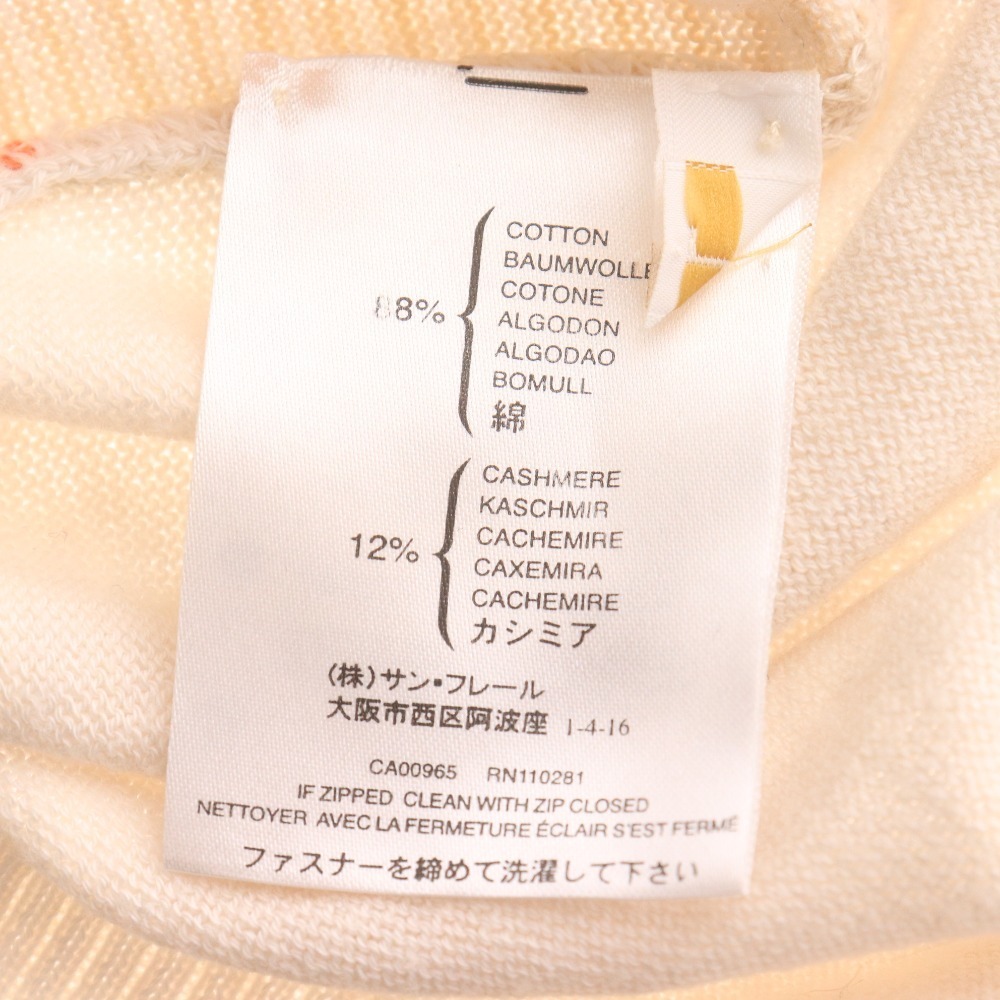 88%
COTTON
BAUMWOLLE
COTONE
ALGODON
ALGODAO
BOMULL
綿
12%
CASHMERE
KASCHMIR
CACHEMIRE
CAXEMIRA
CACHEMIRE
カシミア
(株)サン・フレール
大阪市西区阿波座 1-4-16
CA00965 RN110281
IF ZIPPED CLEAN WITH ZIP CLOSED
NETTOYER AVEC LA FERMETURE ÉCLAIR S'EST FERMÉ
ファスナーを締めて洗濯して下さい